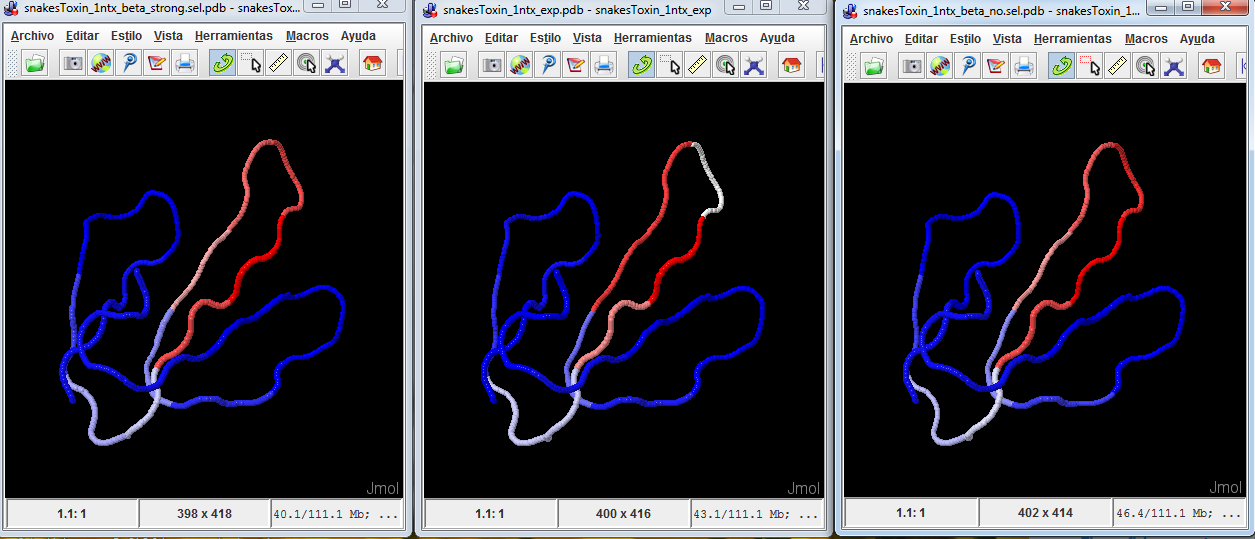 snakesToxin_1ntx_beta_strong.sel.pdb - snakesTox...
Archivo Editar Estilo Vista Herramientas Macros Ayuda
Jmol
1.1: 1 398 x 418 40.1/111.1 Mb; ...
snakesToxin_1ntx_exp.pdb - snakesToxin_1ntx_exp
Archivo Editar Estilo Vista Herramientas Macros Ayuda
Jmol
1.1: 1 400 x 416 43.1/111.1 Mb; ...
snakesToxin_1ntx_beta_no.sel.pdb - snakesToxin_1...
Archivo Editar Estilo Vista Herramientas Macros Ayuda
Jmol
1.1: 1 402 x 414 46.4/111.1 Mb; ...